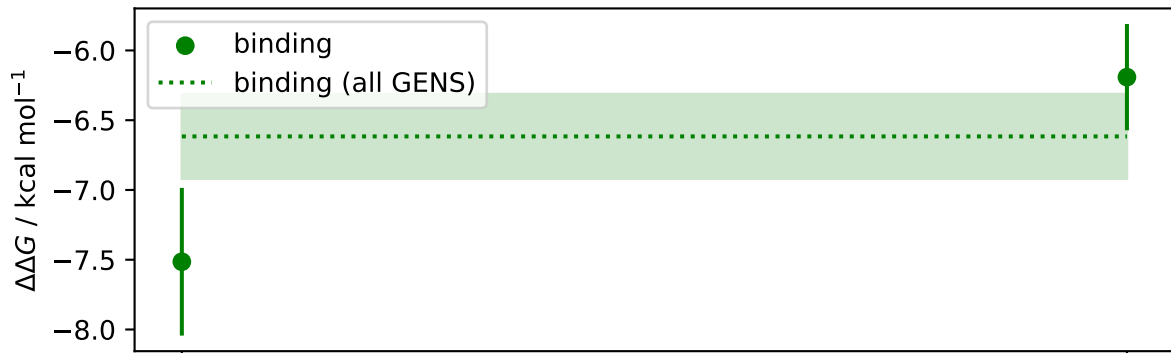 binding
binding (all GENS)
ΔΔG / kcal mol⁻¹
−6.0
−6.5
−7.0
−7.5
−8.0